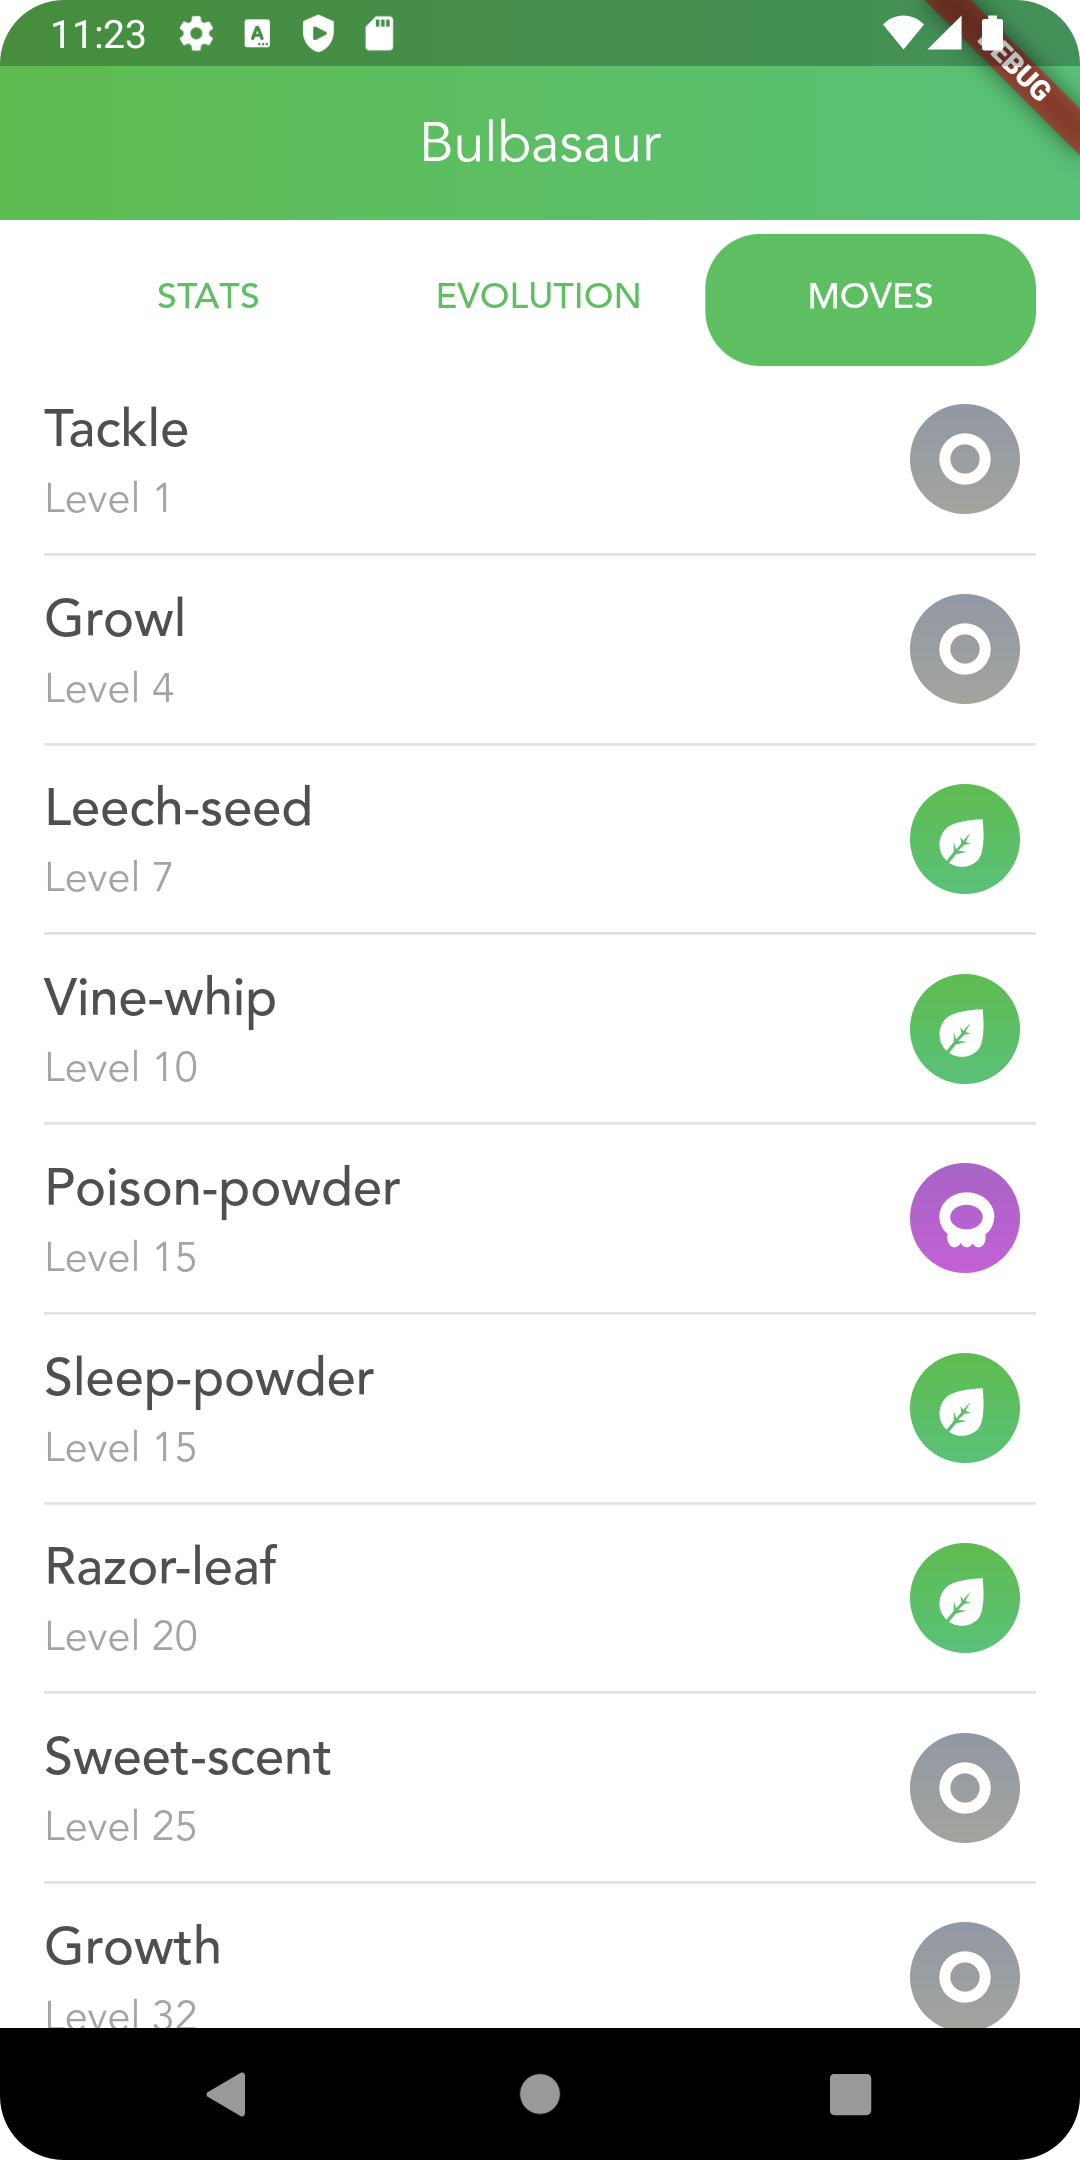 11:23
DEBUG
Bulbasaur
STATS EVOLUTION MOVES
Tackle
Level 1
Growl
Level 4
Leech-seed
Level 7
Vine-whip
Level 10
Poison-powder
Level 15
Sleep-powder
Level 15
Razor-leaf
Level 20
Sweet-scent
Level 25
Growth
Level 32